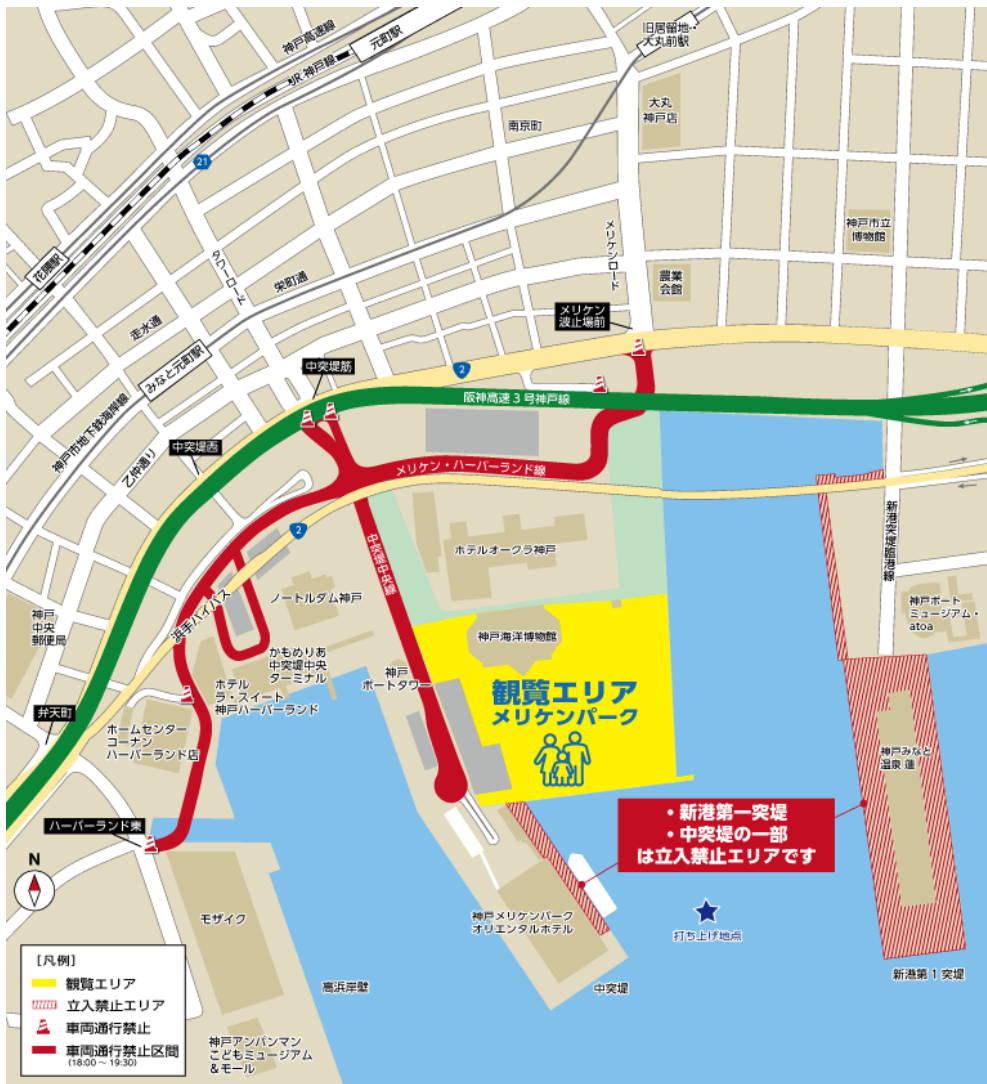 神戸高速線
元町駅
JR 神戸線
旧居留地・
大丸前駅
大丸
神戸店
南京町
21
花隈駅
タワーロード
栄町通
メリケンロード
神戸市立
博物館
農業
会館
走水通
メリケン
波止場前
みなと元町駅
中突堤筋
2
阪神高速3号神戸線
神戸市地下鉄海岸線
乙仲通り
中突堤西
メリケン・ハーバーランド線
2
新港突堤臨港線
中突堤中央線
ホテルオークラ神戸
浜手バイパス
ノートルダム神戸
神戸
中央
郵便局
神戸ポート
ミュージアム・
atoa
神戸海洋博物館
かもめりあ
中突堤中央
ターミナル
神戸
ポートタワー
観覧エリア
メリケンパーク
ホテル
ラ・スイート
神戸ハーバーランド
弁天町
ホームセンター
コーナン
ハーバーランド店
神戸みなと
温泉 蓮
ハーバーランド東
・新港第一突堤
・中突堤の一部
は立入禁止エリアです
N
モザイク
神戸メリケンパーク
オリエンタルホテル
打ち上げ地点
新港第1突堤
高浜岸壁
中突堤
[凡例]
観覧エリア
立入禁止エリア
車両通行禁止
車両通行禁止区間
(18:00～19:30)
神戸アンパンマン
こどもミュージアム
&モール